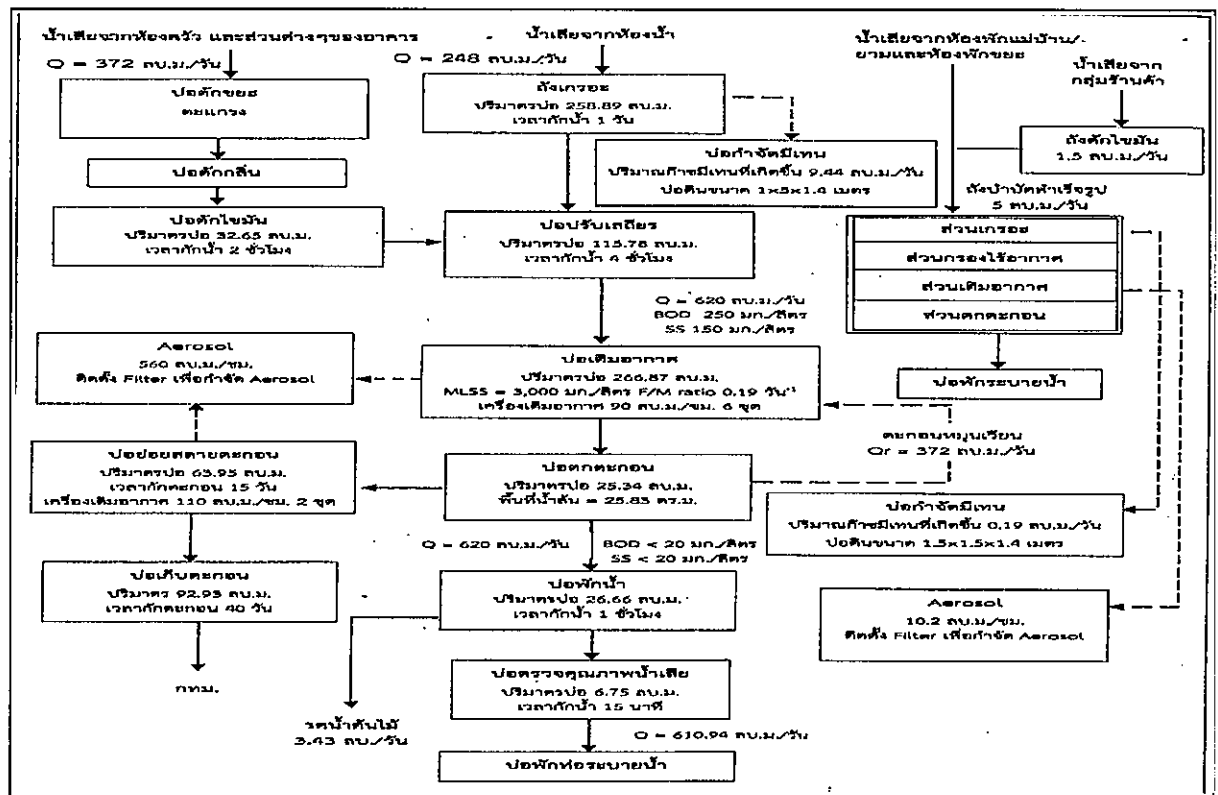 น้ำเสียจากห้องครัว และส่วนต่างๆของอาคาร
Q = 372 ลบ.ม./วัน
บ่อดักขยะ
ตะแกรง
บ่อดักกลิ่น
บ่อดักไขมัน
ปริมาตรบ่อ 32.65 ลบ.ม.
เวลากักน้ำ 2 ชั่วโมง
น้ำเสียจากห้องน้ำ
Q = 248 ลบ.ม./วัน
ถังเกรอะ
ปริมาตรบ่อ 258.89 ลบ.ม.
เวลากักน้ำ 1 วัน
บ่อกำจัดมีเทน
ปริมาณก๊าซมีเทนที่เกิดขึ้น 9.44 ลบ.ม./วัน
บ่อดินขนาด 1×5×1.4 เมตร
บ่อปรับเสถียร
ปริมาตรบ่อ 115.78 ลบ.ม.
เวลากักน้ำ 4 ชั่วโมง
Q = 620 ลบ.ม./วัน
BOD 250 มก./ลิตร
SS 150 มก./ลิตร
น้ำเสียจากห้องพักแม่บ้าน/
ยามและห้องพักขยะ
น้ำเสียจาก
กลุ่มร้านค้า
ถังดักไขมัน
1.5 ลบ.ม./วัน
ถังบำบัดสำเร็จรูป
5 ลบ.ม./วัน
ส่วนเกรอะ
ส่วนกรองไร้อากาศ
ส่วนเติมอากาศ
ส่วนตกตะกอน
บ่อพักระบายน้ำ
Aerosol
560 ลบ.ม./ชม.
ติดตั้ง Filter เพื่อกำจัด Aerosol
บ่อเติมอากาศ
ปริมาตรบ่อ 266.87 ลบ.ม.
MLSS = 3,000 มก./ลิตร F/M ratio 0.19 วัน⁻¹
เครื่องเติมอากาศ 90 ลบ.ม./ชม. 6 ชุด
ตะกอนหมุนเวียน
Qr = 372 ลบ.ม./วัน
บ่อย่อยสลายตะกอน
ปริมาตรบ่อ 63.95 ลบ.ม.
เวลากักตะกอน 15 วัน
เครื่องเติมอากาศ 110 ลบ.ม./ชม. 2 ชุด
บ่อตกตะกอน
ปริมาตรบ่อ 25.34 ลบ.ม.
พื้นที่น้ำล้น = 25.83 ตร.ม.
บ่อกำจัดมีเทน
ปริมาณก๊าซมีเทนที่เกิดขึ้น 0.19 ลบ.ม./วัน
บ่อดินขนาด 1.5×1.5×1.4 เมตร
Q = 620 ลบ.ม./วัน
BOD < 20 มก./ลิตร
SS < 20 มก./ลิตร
บ่อเก็บตะกอน
ปริมาตร 92.93 ลบ.ม.
เวลากักตะกอน 40 วัน
กทม.
บ่อพักน้ำ
ปริมาตรบ่อ 26.66 ลบ.ม.
เวลากักน้ำ 1 ชั่วโมง
Aerosol
10.2 ลบ.ม./ชม.
ติดตั้ง Filter เพื่อกำจัด Aerosol
รดน้ำต้นไม้
3.43 ลบ./วัน
บ่อตรวจคุณภาพน้ำเสีย
ปริมาตรบ่อ 6.75 ลบ.ม.
เวลากักน้ำ 15 นาที
Q = 610.94 ลบ.ม./วัน
บ่อพักท่อระบายน้ำ